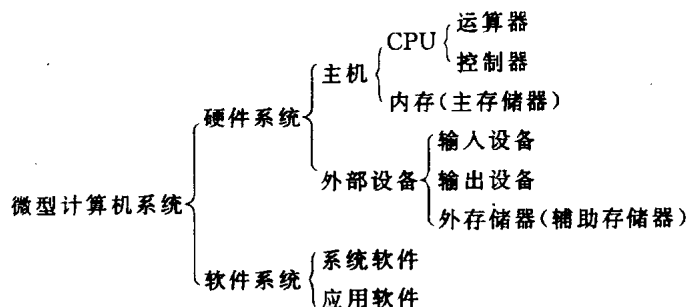 运算器
CPU
控制器
主机
内存(主存储器)
硬件系统
输入设备
外部设备
输出设备
微型计算机系统
外存储器(辅助存储器)
系统软件
软件系统
应用软件